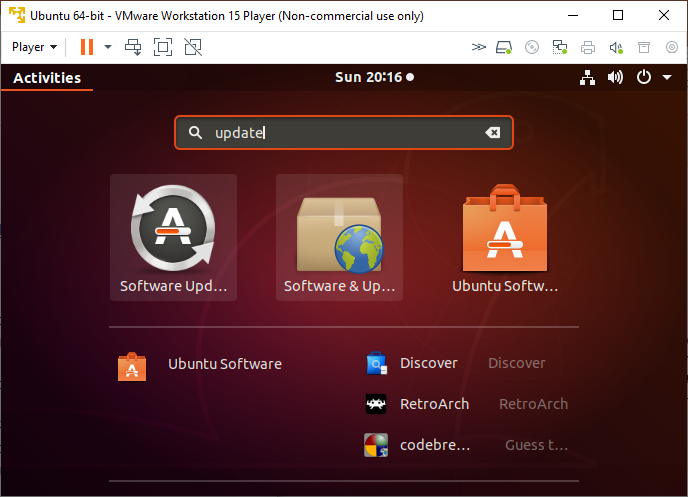 Ubuntu 64-bit - VMware Workstation 15 Player (Non-commercial use only)
Player
Activities
Sun 20:16
update
Software Upd…
Software & Up…
Ubuntu Softw…
Ubuntu Software
Discover Discover
RetroArch RetroArch
codebre… Guess t…